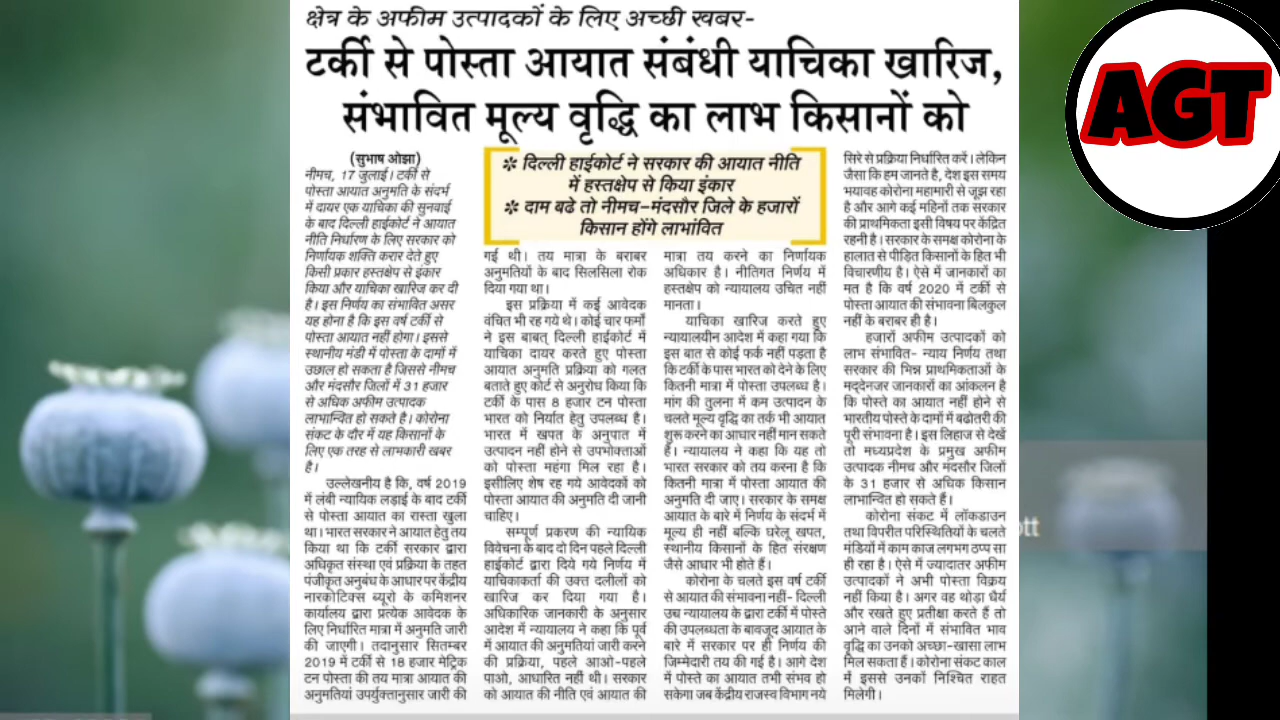 क्षेत्र के अफीम उत्पादकों के लिए अच्छी खबर-
टर्की से पोस्ता आयात संबंधी याचिका खारिज,
संभावित मूल्य वृद्धि का लाभ किसानों को
AGT
(सुभाष ओझा)
नीमच, 17 जुलाई। टर्की से
पोस्ता आयात अनुमति के संदर्भ
में दायर एक याचिका की सुनवाई
के बाद दिल्ली हाईकोर्ट ने आयात
नीति निर्धारण के लिए सरकार को
निर्णायक शक्ति करार देते हुए
किसी प्रकार हस्तक्षेप से इंकार
किया और याचिका खारिज कर दी
है। इस निर्णय का संभावित असर
यह होना है कि इस वर्ष टर्की से
पोस्ता आयात नहीं होगा। इससे
स्थानीय मंडी में पोस्ता के दामों में
उछाल हो सकता है जिससे नीमच
और मंदसौर जिलों में 31 हजार
से अधिक अफीम उत्पादक
लाभान्वित हो सकते है। कोरोना
संकट के दौर में यह किसानों के
लिए एक तरह से लाभकारी खबर
है।
उल्लेखनीय है कि, वर्ष 2019
में लंबी न्यायिक लड़ाई के बाद टर्की
से पोस्ता आयात का रास्ता खुला
था। भारत सरकार ने आयात हेतु तय
किया था कि टर्की सरकार द्वारा
अधिकृत संस्था एवं प्रक्रिया के तहत
पंजीकृत अनुबंध के आधार पर केंद्रीय
नारकोटिक्स ब्यूरो के कमिशनर
कार्यालय द्वारा प्रत्येक आवेदक के
लिए निर्धारित मात्रा में अनुमति जारी
की जाएगी। तदानुसार सितम्बर
2019 में टर्की से 18 हजार मेट्रिक
टन पोस्ता की तय मात्रा आयात की
अनुमतियां उपर्युक्तानुसार जारी की
✲ दिल्ली हाईकोर्ट ने सरकार की आयात नीति
में हस्तक्षेप से किया इंकार
✲ दाम बढे तो नीमच-मंदसौर जिले के हजारों
किसान होंगे लाभांवित
गई थी। तय मात्रा के बराबर
अनुमतियों के बाद सिलसिला रोक
दिया गया था।
इस प्रक्रिया में कई आवेदक
वंचित भी रह गये थे। कोई चार फर्मों
ने इस बाबत् दिल्ली हाईकोर्ट में
याचिका दायर करते हुए पोस्ता
आयात अनुमति प्रक्रिया को गलत
बताते हुए कोर्ट से अनुरोध किया कि
टर्की के पास 8 हजार टन पोस्ता
भारत को निर्यात हेतु उपलब्ध है।
भारत में खपत के अनुपात में
उत्पादन नहीं होने से उपभोक्ताओं
को पोस्ता महंगा मिल रहा है।
इसीलिए शेष रह गये आवेदकों को
पोस्ता आयात की अनुमति दी जानी
चाहिए।
सम्पूर्ण प्रकरण की न्यायिक
विवेचना के बाद दो दिन पहले दिल्ली
हाईकोर्ट द्वारा दिये गये निर्णय में
याचिकाकर्ता की उक्त दलीलों को
खारिज कर दिया गया है।
अधिकारिक जानकारी के अनुसार
आदेश में न्यायालय ने कहा कि पूर्व
में आयात की अनुमतियां जारी करने
की प्रक्रिया, पहले आओ-पहले
पाओ, आधारित नहीं थी। सरकार
को आयात की नीति एवं आयात की
मात्रा तय करने का निर्णायक
अधिकार है। नीतिगत निर्णय में
हस्तक्षेप को न्यायालय उचित नहीं
मानता।
याचिका खारिज करते हुए
न्यायालयीन आदेश में कहा गया कि
इस बात से कोई फर्क नहीं पड़ता है
कि टर्की के पास भारत को देने के लिए
कितनी मात्रा में पोस्ता उपलब्ध है।
मांग की तुलना में कम उत्पादन के
चलते मूल्य वृद्धि का तर्क भी आयात
शुरू करने का आधार नहीं मान सकते
है। न्यायालय ने कहा कि यह तो
भारत सरकार को तय करना है कि
कितनी मात्रा में पोस्ता आयात की
अनुमति दी जाए। सरकार के समक्ष
आयात के बारे में निर्णय के संदर्भ में
मूल्य ही नहीं बल्कि घरेलू खपत,
स्थानीय किसानों के हित संरक्षण
जैसे आधार भी होते हैं।
कोरोना के चलते इस वर्ष टर्की
से आयात की संभावना नहीं- दिल्ली
उच न्यायालय के द्वारा टर्की में पोस्ते
की उपलब्धता के बावजूद आयात के
बारे में सरकार पर ही निर्णय की
जिम्मेदारी तय की गई है। आगे देश
में पोस्ते का आयात तभी संभव हो
सकेगा जब केंद्रीय राजस्व विभाग नये
सिरे से प्रक्रिया निर्धारित करें। लेकिन
जैसा कि हम जानते है, देश इस समय
भयावह कोरोना महामारी से जूझ रहा
है और आगे कई महिनों तक सरकार
की प्राथमिकता इसी विषय पर केंद्रित
रहनी है। सरकार के समक्ष कोरोना के
हालात से पीड़ित किसानों के हित भी
विचारणीय है। ऐसे में जानकारों का
मत है कि वर्ष 2020 में टर्की से
पोस्ता आयात की संभावना बिलकुल
नहीं के बराबर ही है।
हजारों अफीम उत्पादकों को
लाभ संभावित- न्याय निर्णय तथा
सरकार की भिन्न प्राथमिकताओं के
मद्देनजर जानकारों का आंकलन है
कि पोस्ते का आयात नहीं होने से
भारतीय पोस्ते के दामों में बढोतरी की
पूरी संभावना है। इस लिहाज से देखें
तो मध्यप्रदेश के प्रमुख अफीम
उत्पादक नीमच और मंदसौर जिलों
के 31 हजार से अधिक किसान
लाभान्वित हो सकते हैं।
कोरोना संकट में लॉकडाउन
तथा विपरीत परिस्थितियों के चलते
मंडियों में काम काज लगभग ठप्प सा
ही रहा है। ऐसे में ज्यादातर अफीम
उत्पादकों ने अभी पोस्ता विक्रय
नहीं किया है। अगर वह थोड़ा धैर्य
और रखते हुए प्रतीक्षा करते हैं तो
आने वाले दिनों में संभावित भाव
वृद्धि का उनको अच्छा-खासा लाभ
मिल सकता हैं। कोरोना संकट काल
में इससे उनकों निश्चित राहत
मिलेगी।
ott